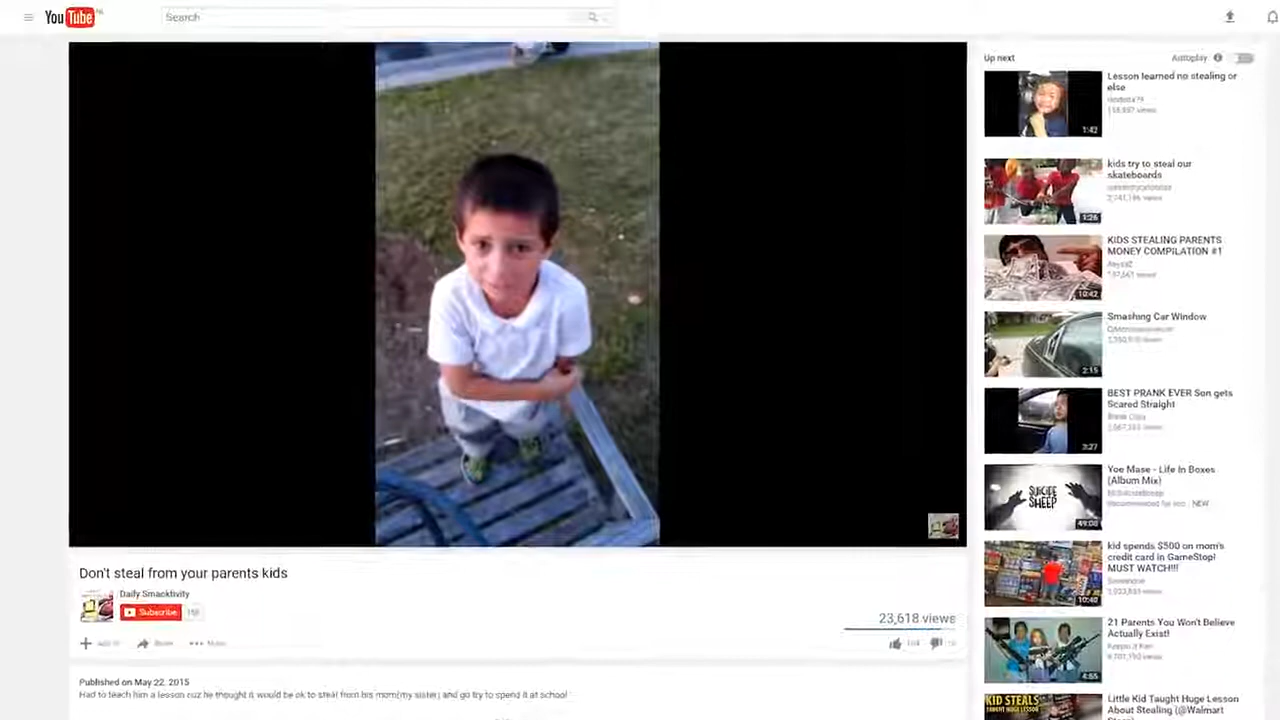 YouTube
Search
Up next
Autoplay
Lesson learned no stealing or
else
1:42
kids try to steal our
skateboards
1:26
KIDS STEALING PARENTS
MONEY COMPILATION #1
10:42
Smashing Car Window
2:15
BEST PRANK EVER Son gets
Scared Straight
3:27
Yoe Mase - Life In Boxes
(Album Mix)
SUICIDE
SHEEP
NEW
49:08
kid spends $500 on mom's
credit card in GameStop!
MUST WATCH!!!
10:40
21 Parents You Won't Believe
Actually Exist!
4:55
KID STEALS
Little Kid Taught Huge Lesson
About Stealing (@Walmart
Don't steal from your parents kids
Daily Smacktivity
Subscribe
23,618 views
Add to
Share
More
Published on May 22, 2015
Had to teach him a lesson cuz he thought it would be ok to steal from his mom(my sister) and go try to spend it at school